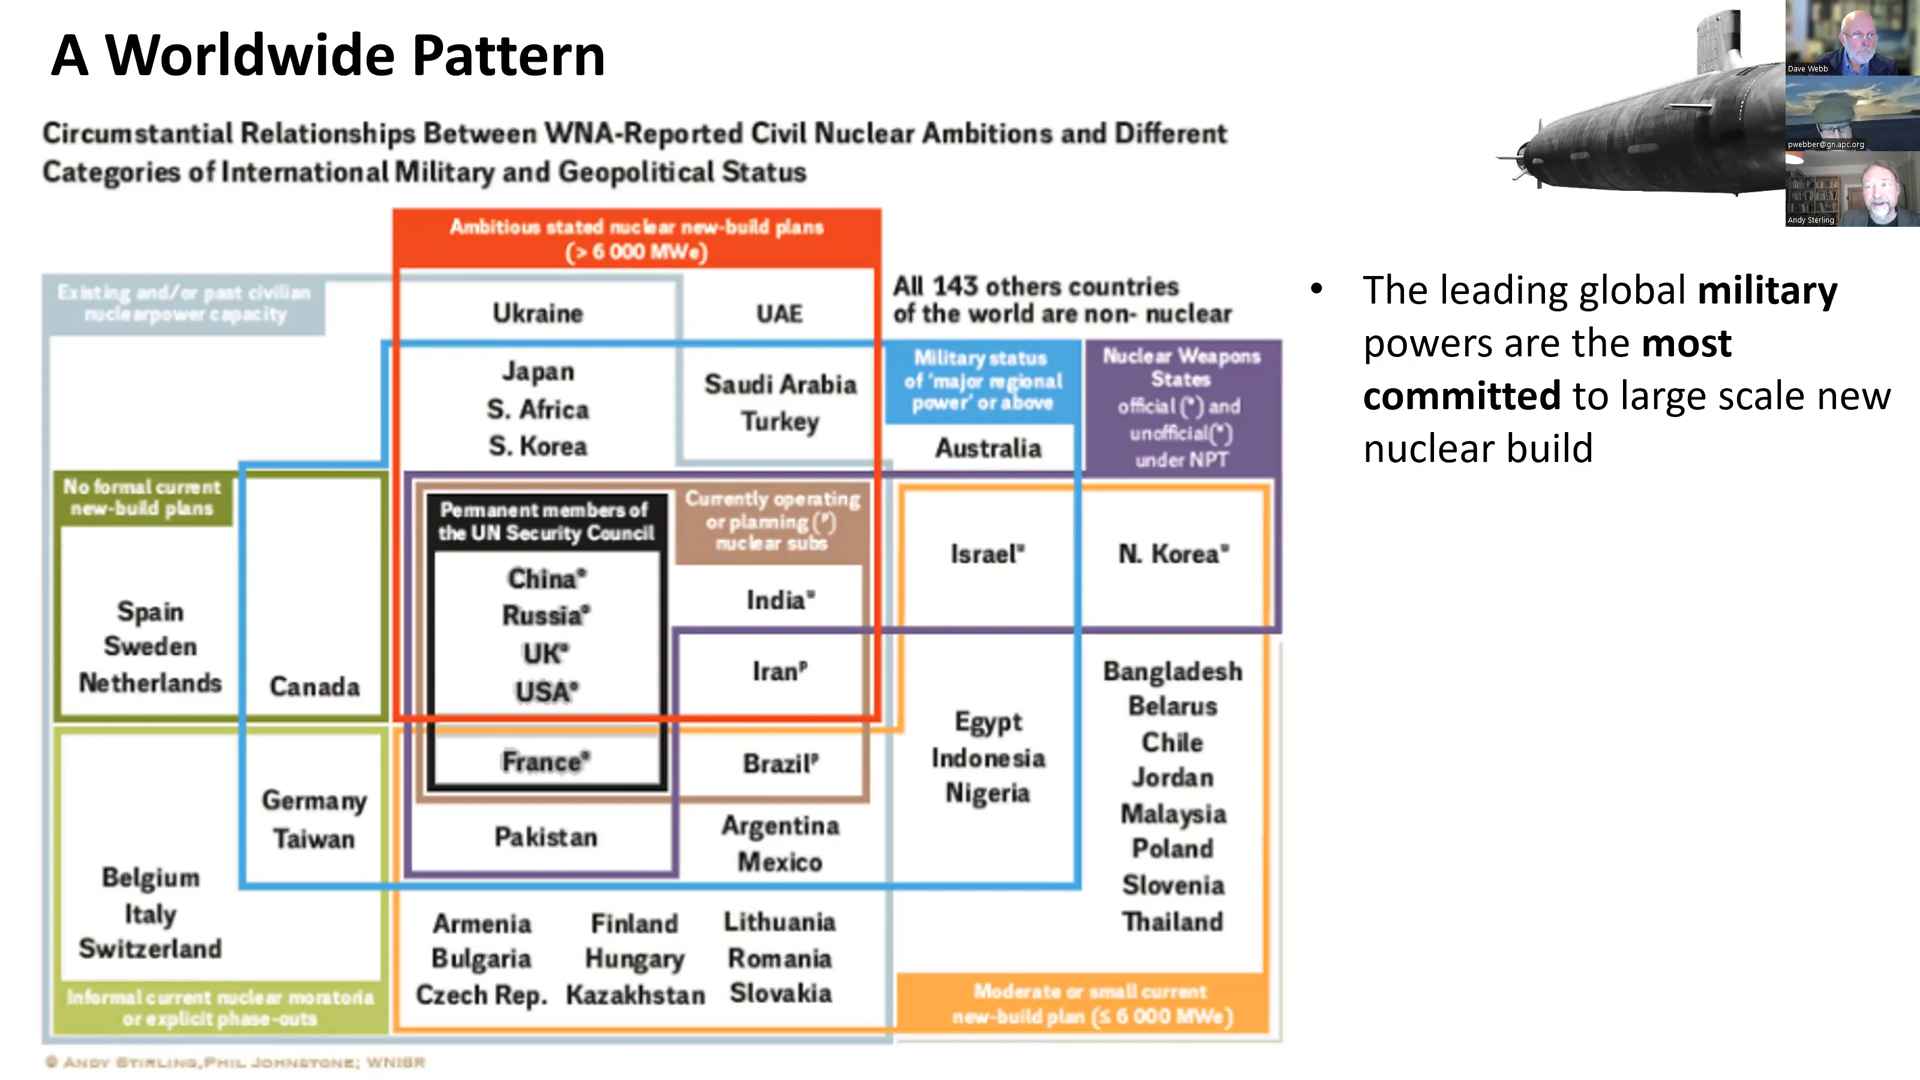 A Worldwide Pattern
Circumstantial Relationships Between WNA-Reported Civil Nuclear Ambitions and Different
Categories of International Military and Geopolitical Status
Dave Webb
pwebber@gn.apc.org
Andy Sterling
Ambitious stated nuclear new-build plans
(> 6 000 MWe)
Existing and/or past civilian
nuclearpower capacity
Ukraine
UAE
All 143 others countries
of the world are non- nuclear
Japan
S. Africa
S. Korea
Saudi Arabia
Turkey
Military status
of 'major regional
power' or above
Australia
Nuclear Weapons
States
official (*) and
unofficial(*)
under NPT
No formal current
new-build plans
Spain
Sweden
Netherlands
Canada
Permanent members of
the UN Security Council
China°
Russia°
UK°
USA°
France°
Currently operating
or planning (P)
nuclear subs
India"
Iranᵖ
Brazilᵖ
Israel"
N. Korea"
Pakistan
Argentina
Mexico
Egypt
Indonesia
Nigeria
Bangladesh
Belarus
Chile
Jordan
Malaysia
Poland
Slovenia
Thailand
Germany
Taiwan
Belgium
Italy
Switzerland
Armenia
Bulgaria
Czech Rep.
Finland
Hungary
Kazakhstan
Lithuania
Romania
Slovakia
Informal current nuclear moratoria
or explicit phase-outs
Moderate or small current
new-build plan (≤ 6 000 MWe)
© ANDY STIRLING,PHIL JOHNSTONE; WNISR
• The leading global military
powers are the most
committed to large scale new
nuclear build